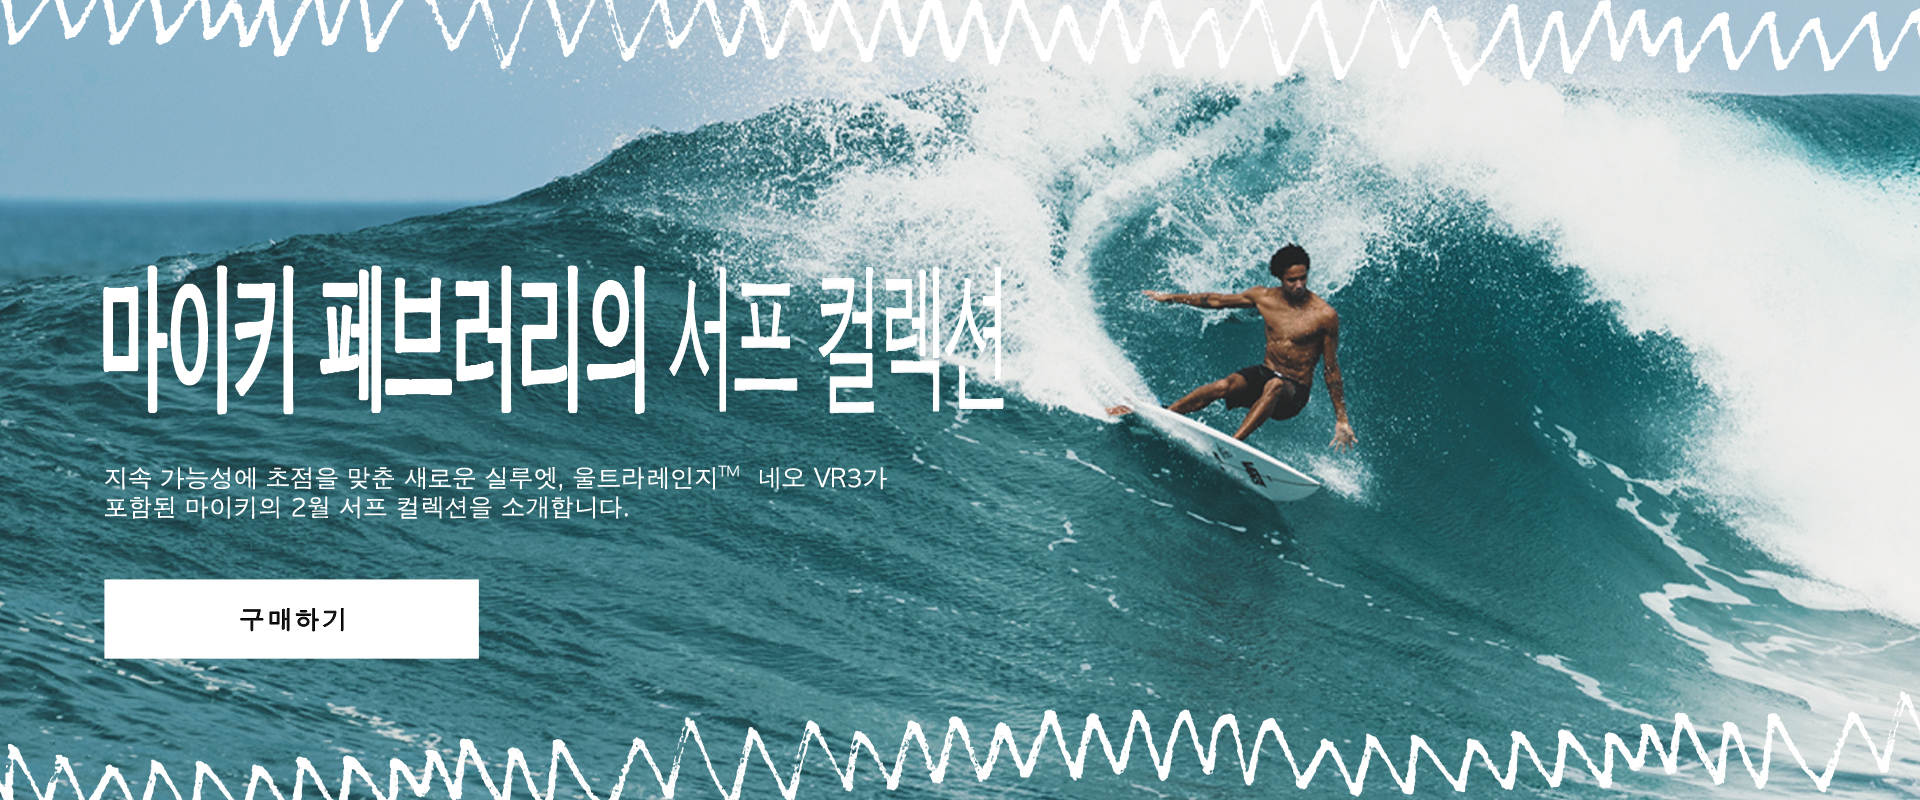 마이키 페브러리의 서프 컬렉션
지속 가능성에 초점을 맞춘 새로운 실루엣, 울트라레인지™ 네오 VR3가
포함된 마이키의 2월 서프 컬렉션을 소개합니다.
구매하기